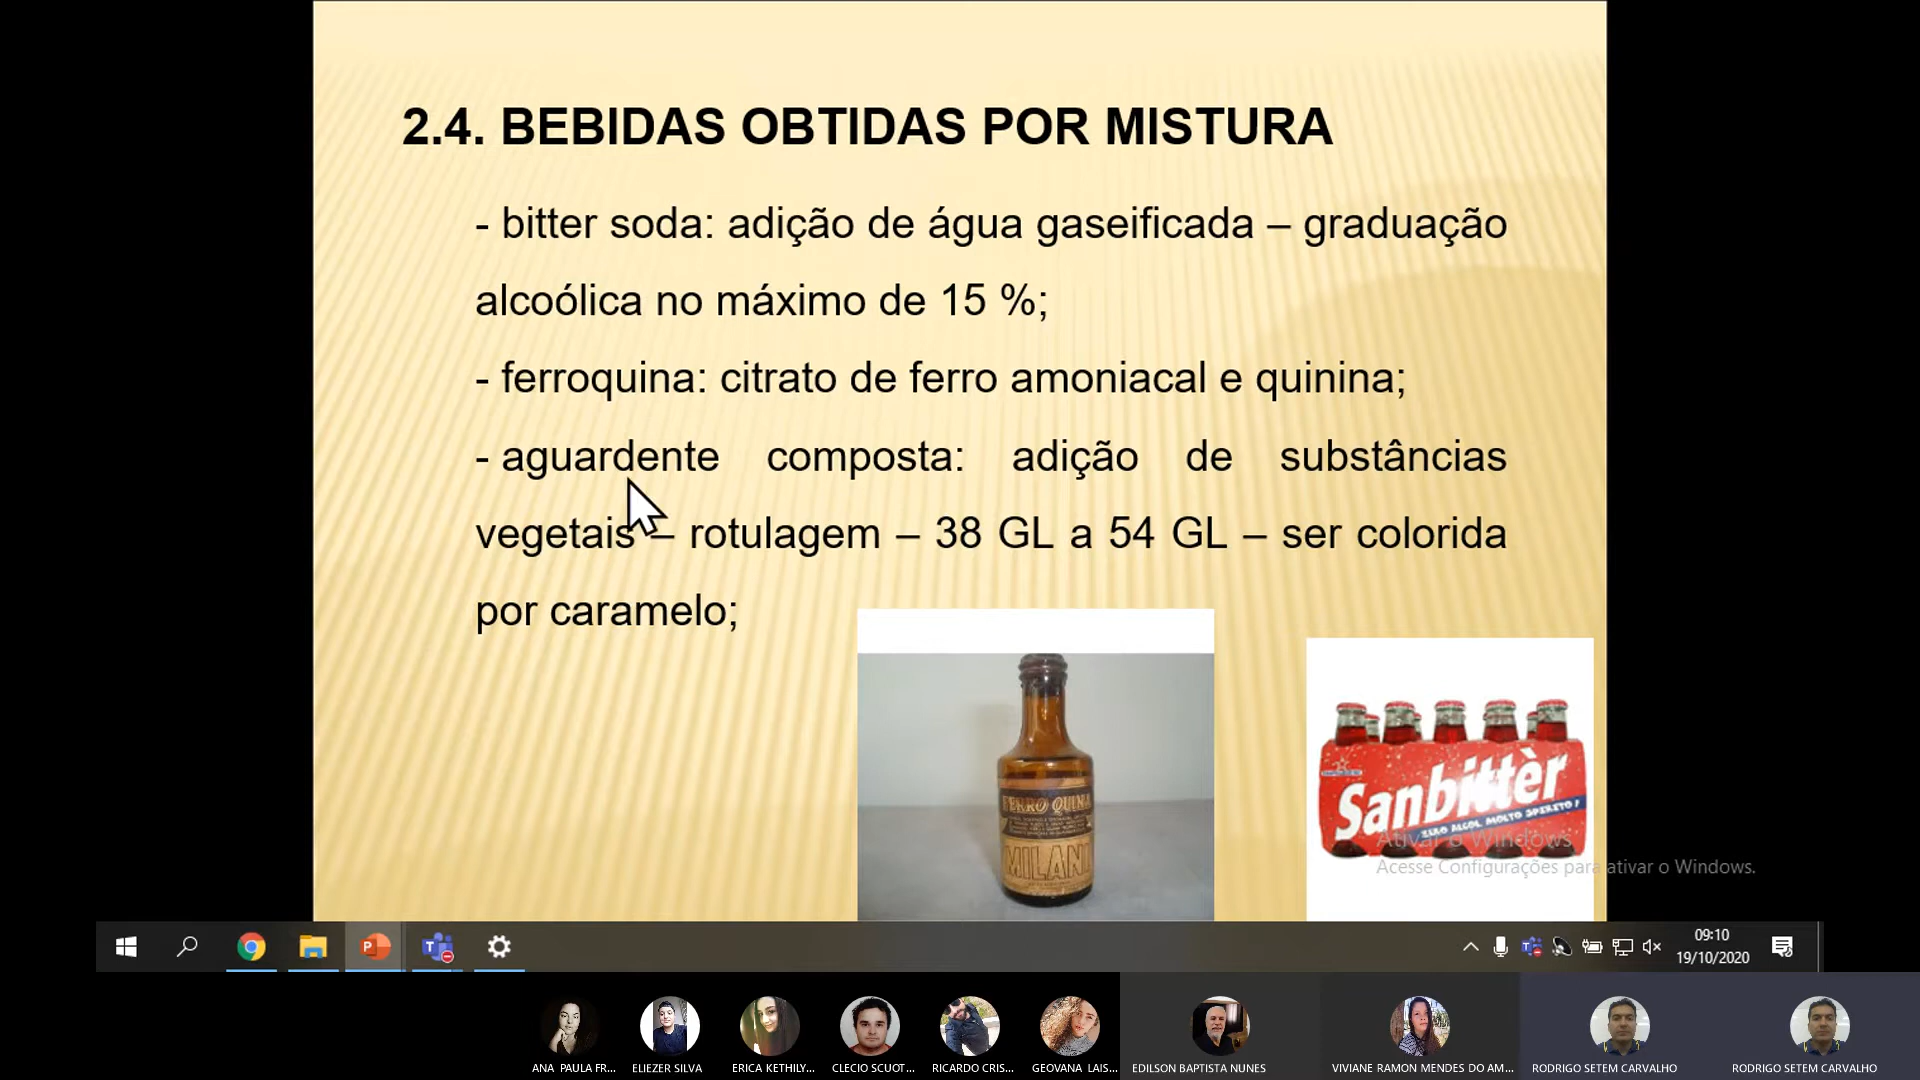 2.4. BEBIDAS OBTIDAS POR MISTURA
- bitter soda: adição de água gaseificada – graduação
alcoólica no máximo de 15 %;
- ferroquina: citrato de ferro amoniacal e quinina;
- aguardente composta: adição de substâncias
vegetais – rotulagem – 38 GL a 54 GL – ser colorida
por caramelo;
FERRO QUINA
MILANI
Sanbittèr
ZERO ALCOL. MOLTO SPIRITO!
Ativar o Windows
Acesse Configurações para ativar o Windows.
09:10
19/10/2020
ANA PAULA FR...
ELIEZER SILVA
ERICA KETHILY...
CLECIO SCUOT...
RICARDO CRIS...
GEOVANA LAIS...
EDILSON BAPTISTA NUNES
VIVIANE RAMON MENDES DO AM...
RODRIGO SETEM CARVALHO
RODRIGO SETEM CARVALHO